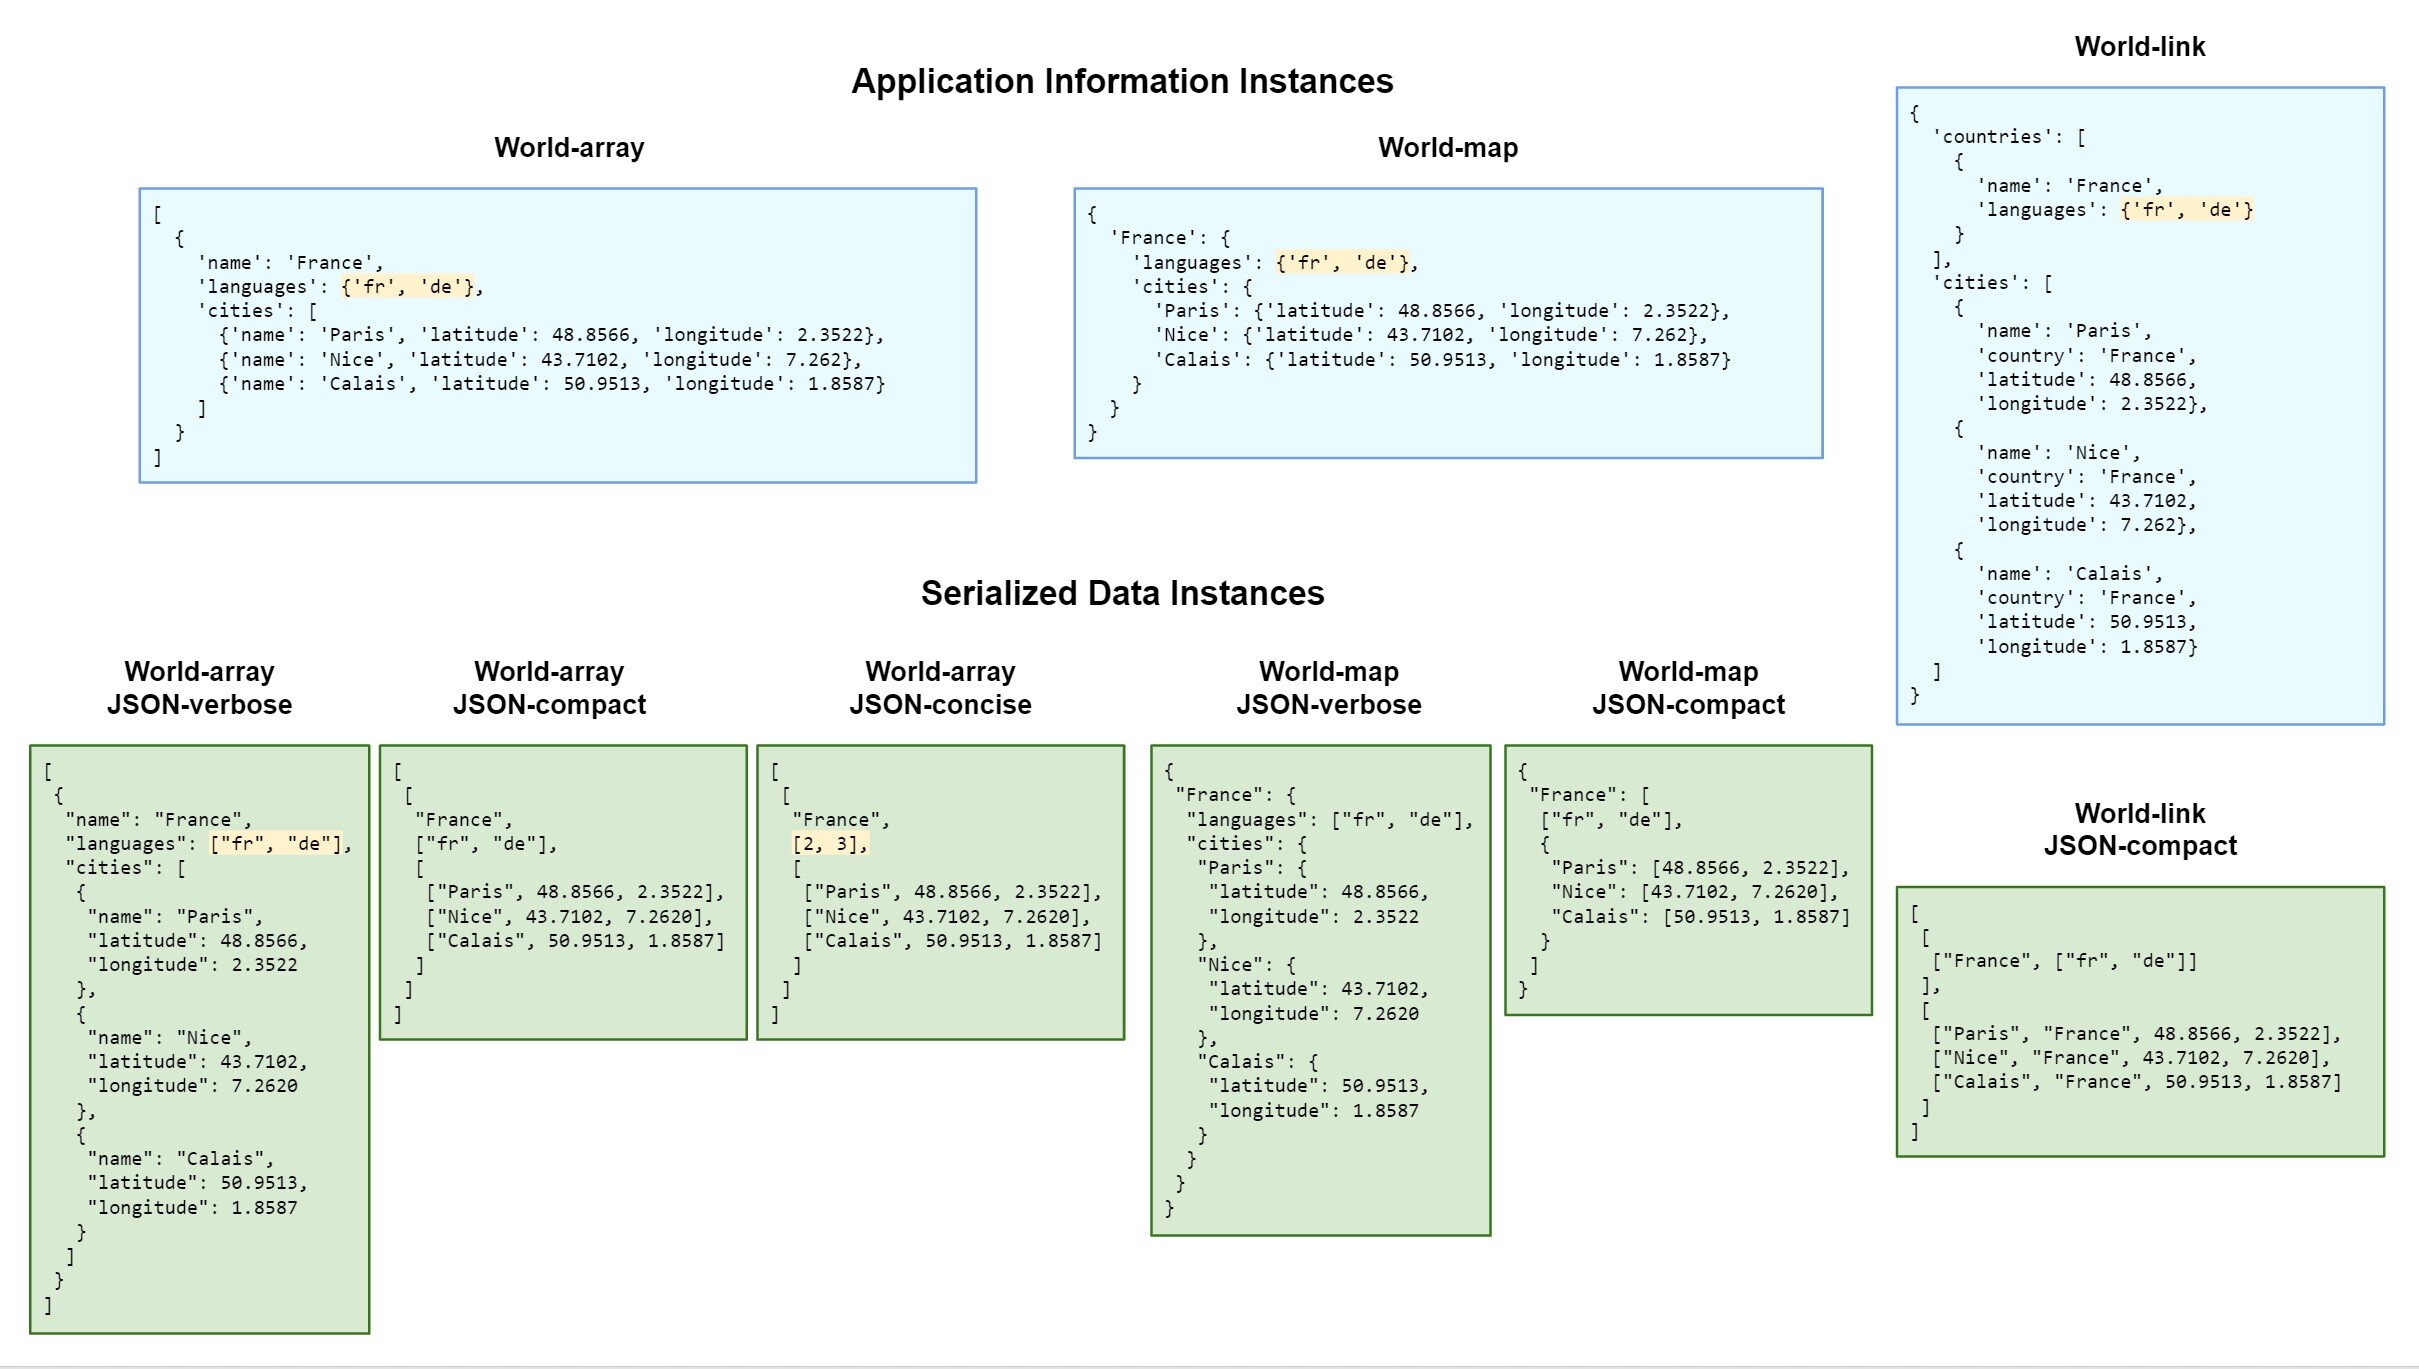 Application Information Instances
World-array
[
  {
    'name': 'France',
    'languages': {'fr', 'de'},
    'cities': [
      {'name': 'Paris', 'latitude': 48.8566, 'longitude': 2.3522},
      {'name': 'Nice', 'latitude': 43.7102, 'longitude': 7.262},
      {'name': 'Calais', 'latitude': 50.9513, 'longitude': 1.8587}
    ]
  }
]
World-map
{
  'France': {
    'languages': {'fr', 'de'},
    'cities': {
      'Paris': {'latitude': 48.8566, 'longitude': 2.3522},
      'Nice': {'latitude': 43.7102, 'longitude': 7.262},
      'Calais': {'latitude': 50.9513, 'longitude': 1.8587}
    }
  }
}
World-link
{
  'countries': [
    {
      'name': 'France',
      'languages': {'fr', 'de'}
    }
  ],
  'cities': [
    {
      'name': 'Paris',
      'country': 'France',
      'latitude': 48.8566,
      'longitude': 2.3522},
    {
      'name': 'Nice',
      'country': 'France',
      'latitude': 43.7102,
      'longitude': 7.262},
    {
      'name': 'Calais',
      'country': 'France',
      'latitude': 50.9513,
      'longitude': 1.8587}
  ]
}
Serialized Data Instances
World-array
JSON-verbose
[
 {
  "name": "France",
  "languages": ["fr", "de"],
  "cities": [
   {
    "name": "Paris",
    "latitude": 48.8566,
    "longitude": 2.3522
   },
   {
    "name": "Nice",
    "latitude": 43.7102,
    "longitude": 7.2620
   },
   {
    "name": "Calais",
    "latitude": 50.9513,
    "longitude": 1.8587
   }
  ]
 }
]
World-array
JSON-compact
[
 [
  "France",
  ["fr", "de"],
  [
   ["Paris", 48.8566, 2.3522],
   ["Nice", 43.7102, 7.2620],
   ["Calais", 50.9513, 1.8587]
  ]
 ]
]
World-array
JSON-concise
[
 [
  "France",
  [2, 3],
  [
   ["Paris", 48.8566, 2.3522],
   ["Nice", 43.7102, 7.2620],
   ["Calais", 50.9513, 1.8587]
  ]
 ]
]
World-map
JSON-verbose
{
 "France": {
  "languages": ["fr", "de"],
  "cities": {
   "Paris": {
    "latitude": 48.8566,
    "longitude": 2.3522
   },
   "Nice": {
    "latitude": 43.7102,
    "longitude": 7.2620
   },
   "Calais": {
    "latitude": 50.9513,
    "longitude": 1.8587
   }
  }
 }
}
World-map
JSON-compact
{
 "France": [
  ["fr", "de"],
  {
   "Paris": [48.8566, 2.3522],
   "Nice": [43.7102, 7.2620],
   "Calais": [50.9513, 1.8587]
  }
 ]
}
World-link
JSON-compact
[
 [
  ["France", ["fr", "de"]]
 ],
 [
  ["Paris", "France", 48.8566, 2.3522],
  ["Nice", "France", 43.7102, 7.2620],
  ["Calais", "France", 50.9513, 1.8587]
 ]
]